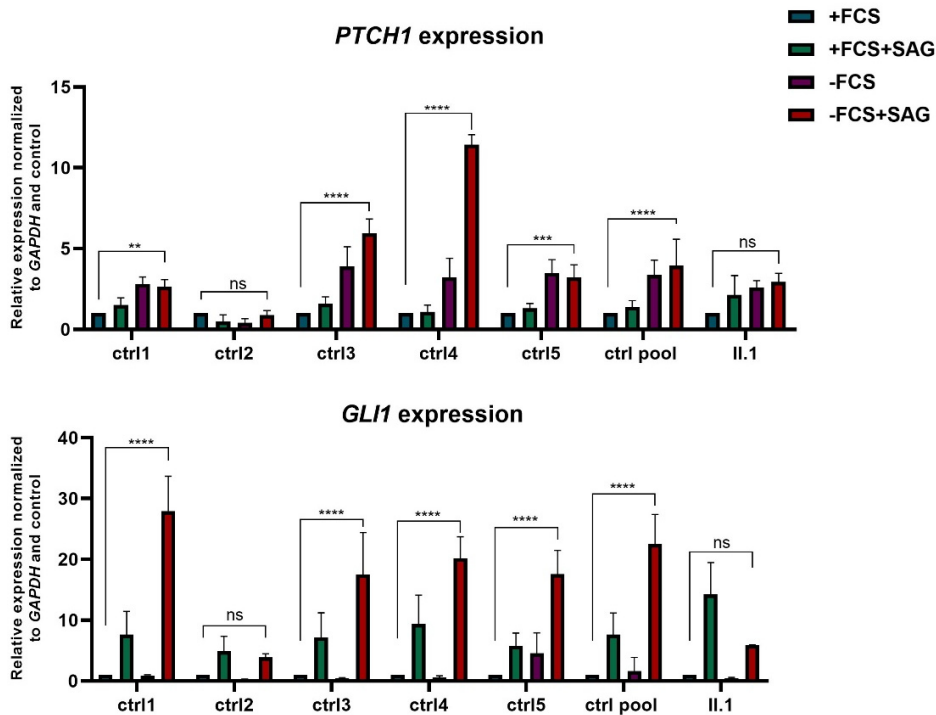 +FCS
+FCS+SAG
-FCS
-FCS+SAG
PTCH1 expression
Relative expression normalized
to GAPDH and control
15
10
5
0
**
ns
****
****
***
****
ns
ctrl1 ctrl2 ctrl3 ctrl4 ctrl5 ctrl pool II.1
GLI1 expression
Relative expression normalized
to GAPDH and control
40
30
20
10
0
****
ns
****
****
****
****
ns
ctrl1 ctrl2 ctrl3 ctrl4 ctrl5 ctrl pool II.1